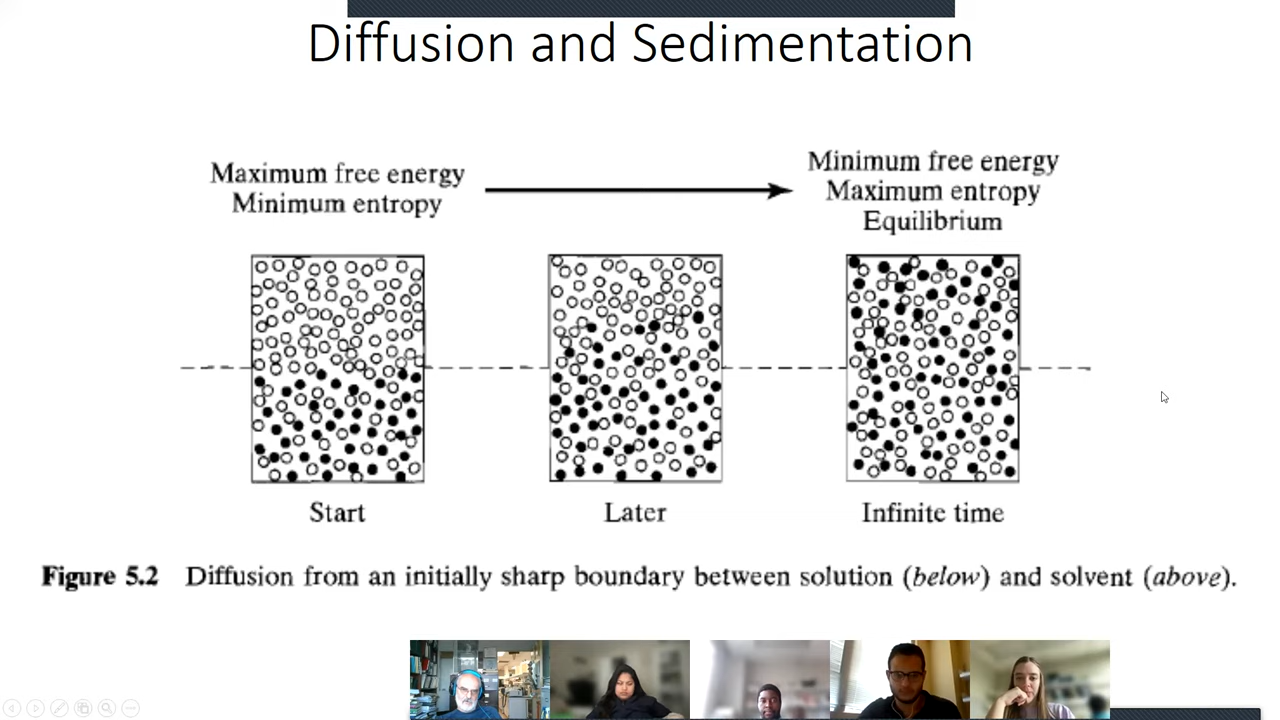 Diffusion and Sedimentation
Maximum free energy
Minimum entropy
Minimum free energy
Maximum entropy
Equilibrium
Start
Later
Infinite time
Figure 5.2 Diffusion from an initially sharp boundary between solution (below) and solvent (above).